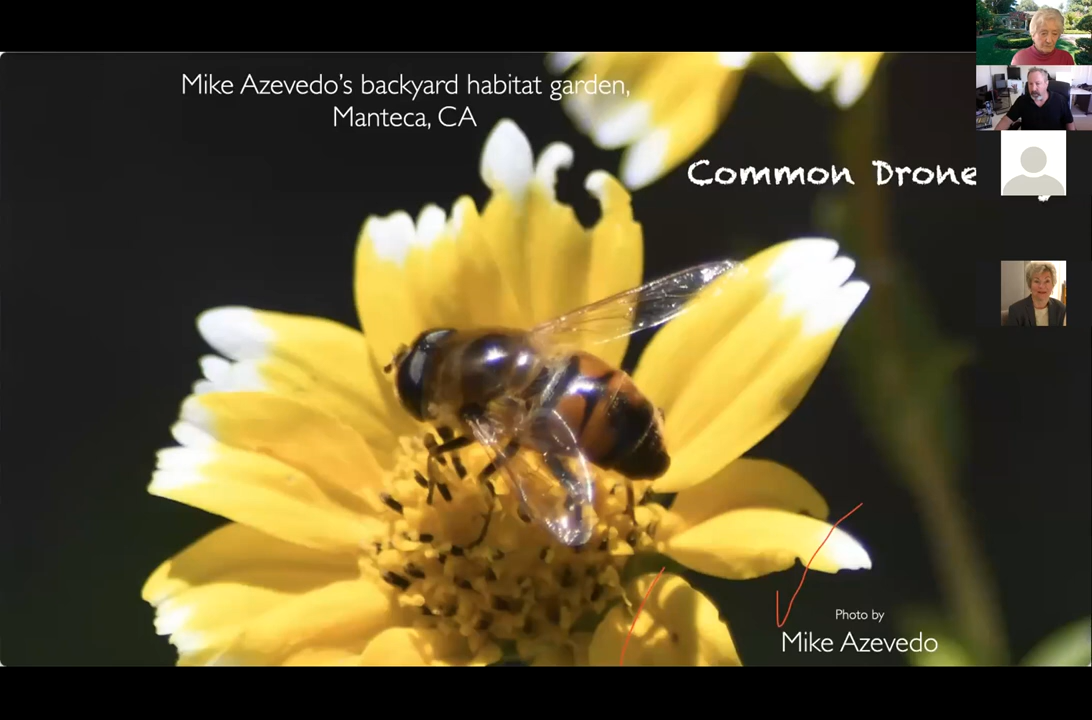 Mike Azevedo’s backyard habitat garden,
Manteca, CA
Common Drone
Photo by
Mike Azevedo